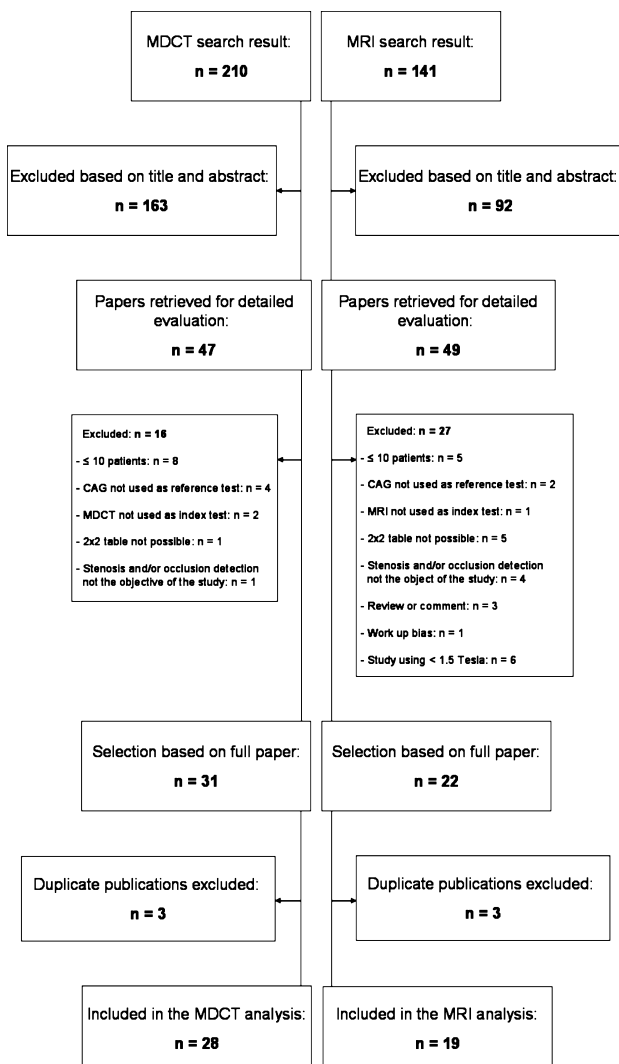 MDCT search result:
n = 210
MRI search result:
n = 141
Excluded based on title and abstract:
n = 163
Excluded based on title and abstract:
n = 92
Papers retrieved for detailed
evaluation:
n = 47
Papers retrieved for detailed
evaluation:
n = 49
Excluded: n = 16
- ≤ 10 patients: n = 8
- CAG not used as reference test: n = 4
- MDCT not used as index test: n = 2
- 2x2 table not possible: n = 1
- Stenosis and/or occlusion detection
not the objective of the study: n = 1
Excluded: n = 27
- ≤ 10 patients: n = 5
- CAG not used as reference test: n = 2
- MRI not used as index test: n = 1
- 2x2 table not possible: n = 5
- Stenosis and/or occlusion detection
not the object of the study: n = 4
- Review or comment: n = 3
- Work up bias: n = 1
- Study using < 1.5 Tesla: n = 6
Selection based on full paper:
n = 31
Selection based on full paper:
n = 22
Duplicate publications excluded:
n = 3
Duplicate publications excluded:
n = 3
Included in the MDCT analysis:
n = 28
Included in the MRI analysis:
n = 19